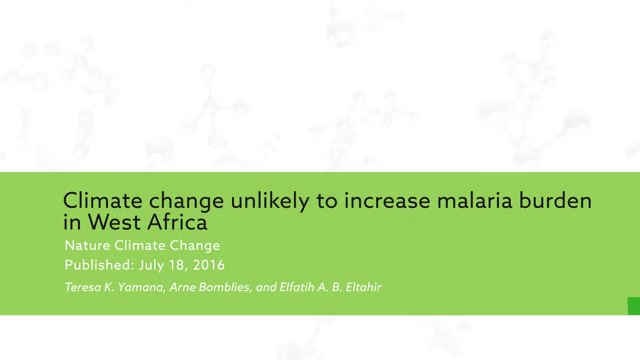 Climate change unlikely to increase malaria burden
in West Africa
Nature Climate Change
Published: July 18, 2016
Teresa K. Yamana, Arne Bomblies, and Elfatih A. B. Eltahir